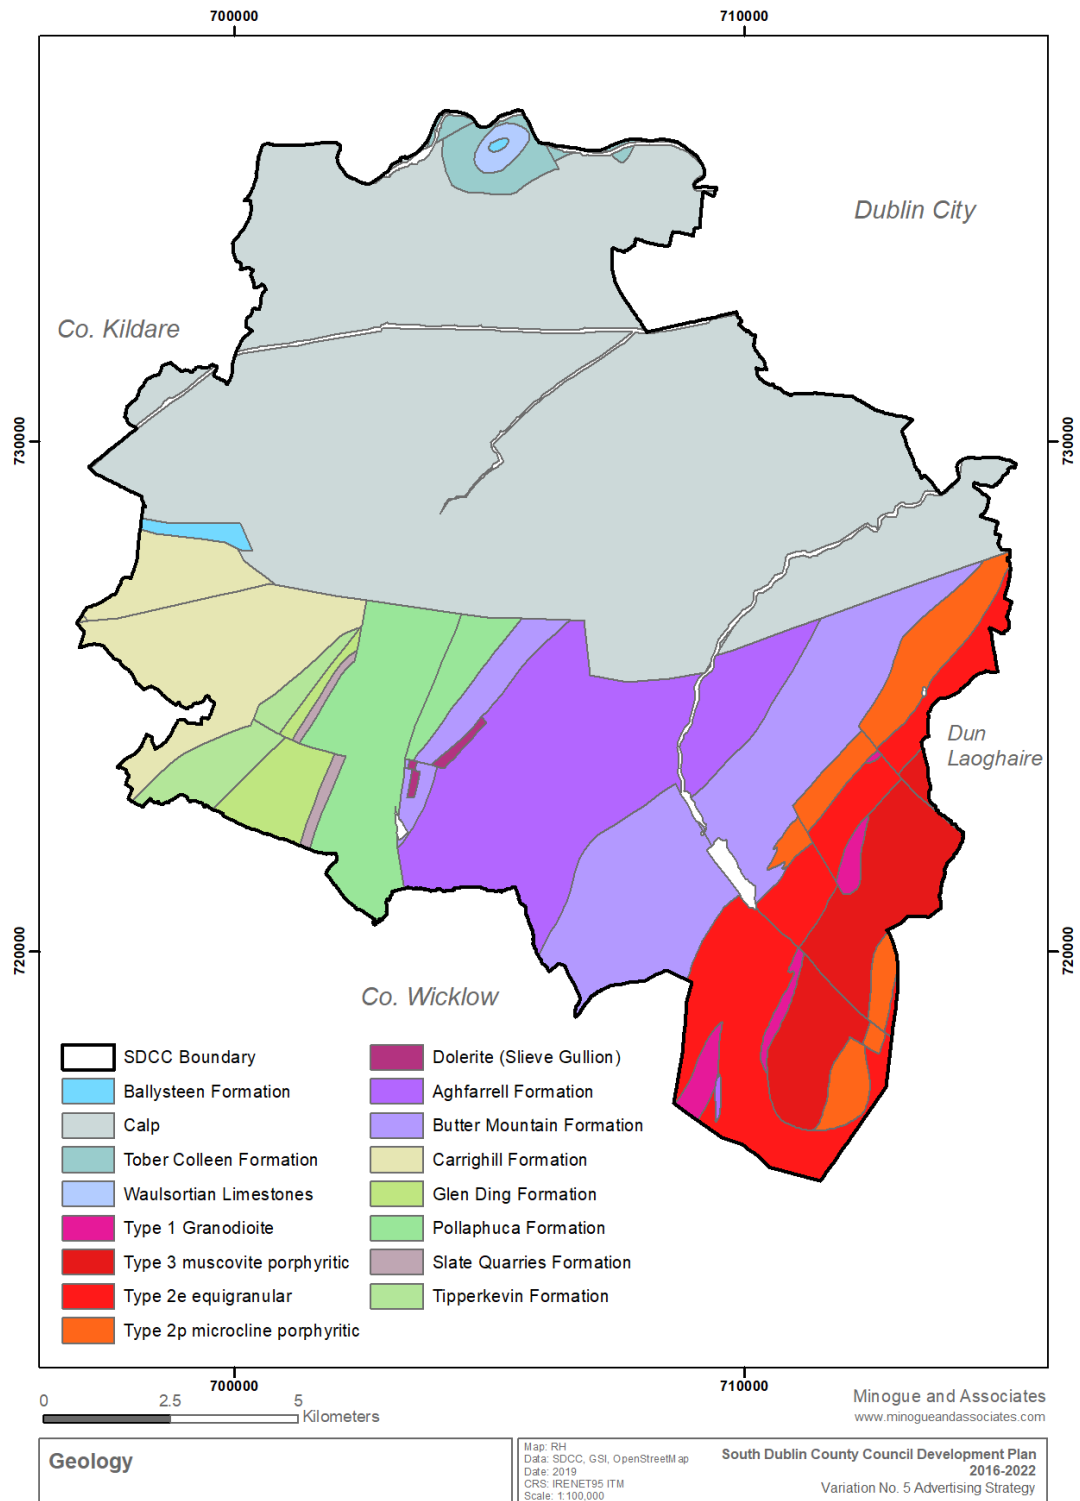 700000
710000
Dublin City
Co. Kildare
730000
730000
Dun
Laoghaire
720000
720000
Co. Wicklow
SDCC Boundary
Ballysteen Formation
Calp
Tober Colleen Formation
Waulsortian Limestones
Type 1 Granodioite
Type 3 muscovite porphyritic
Type 2e equigranular
Type 2p microcline porphyritic
Dolerite (Slieve Gullion)
Aghfarrell Formation
Butter Mountain Formation
Carrighill Formation
Glen Ding Formation
Pollaphuca Formation
Slate Quarries Formation
Tipperkevin Formation
700000
710000
0
2.5
5
Kilometers
Minogue and Associates
www.minogueandassociates.com
Geology
Map: RH
Data: SDCC, GSI, OpenStreetMap
Date: 2019
CRS: IRENET95 ITM
Scale: 1:100,000
South Dublin County Council Development Plan
2016-2022
Variation No. 5 Advertising Strategy